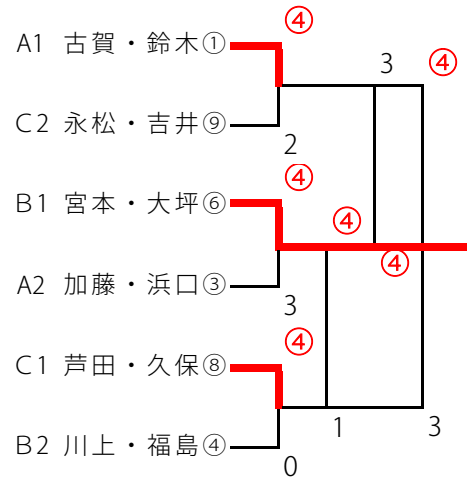 ④
A1 古賀・鈴木①
3 ④
C2 永松・吉井⑨
2
④
B1 宮本・大坪⑥
④
④
A2 加藤・浜口③
3
④
C1 芦田・久保⑧
1 3
B2 川上・福島④
0